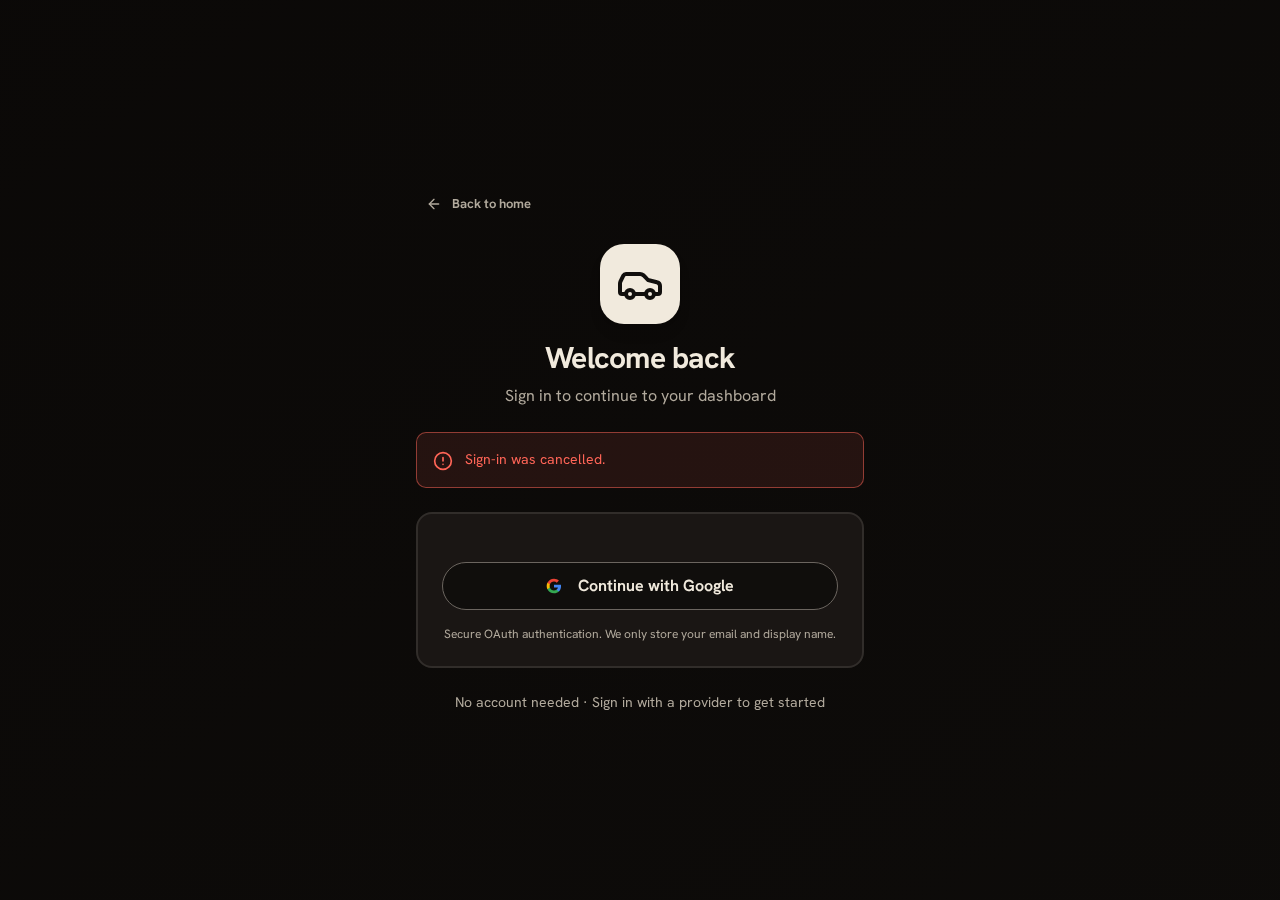 Back to home
Welcome back
Sign in to continue to your dashboard
Sign-in was cancelled.
Continue with Google
Secure OAuth authentication. We only store your email and display name.
No account needed · Sign in with a provider to get started